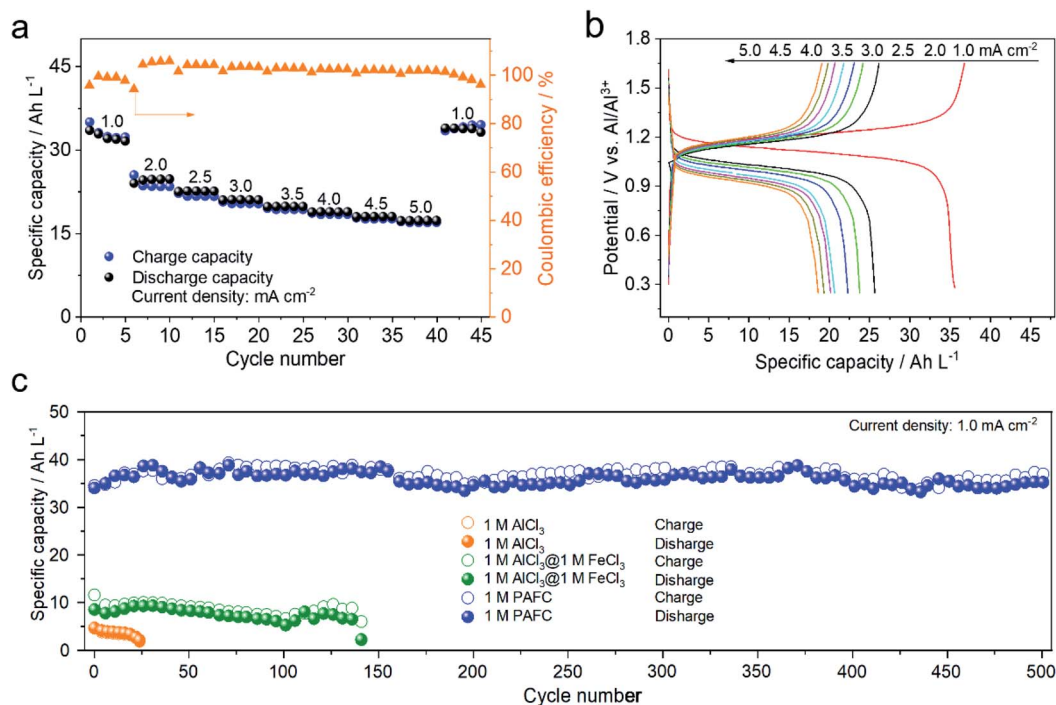 a
45
30
15
0
Specific capacity / Ah L-1
1.0
2.0
2.5
3.0
3.5
4.0
4.5
5.0
1.0
Charge capacity
Discharge capacity
Current density: mA cm-2
100
80
60
40
20
0
Coulombic efficiency / %
0 5 10 15 20 25 30 35 40 45
Cycle number
b
1.8
1.5
1.2
0.9
0.6
0.3
Potential / V vs. Al/Al3+
5.0 4.5 4.0 3.5 3.0 2.5 2.0 1.0 mA cm-2
0 5 10 15 20 25 30 35 40 45
Specific capacity / Ah L-1
c
50
40
30
20
10
0
Specific capacity / Ah L-1
Current density: 1.0 mA cm-2
1 M AlCl3 Charge
1 M AlCl3 Disharge
1 M AlCl3@1 M FeCl3 Charge
1 M AlCl3@1 M FeCl3 Disharge
1 M PAFC Charge
1 M PAFC Disharge
0 50 100 150 200 250 300 350 400 450 500
Cycle number